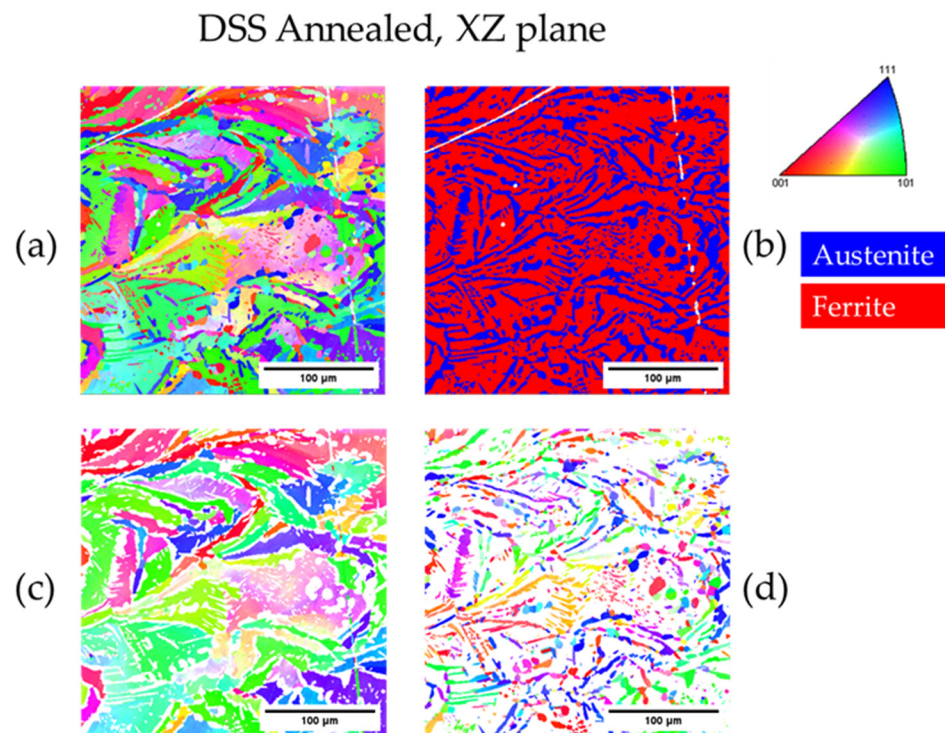 DSS Annealed, XZ plane
111
001
101
(a)
(b)
Austenite
Ferrite
100 µm
100 µm
(c)
(d)
100 µm
100 µm